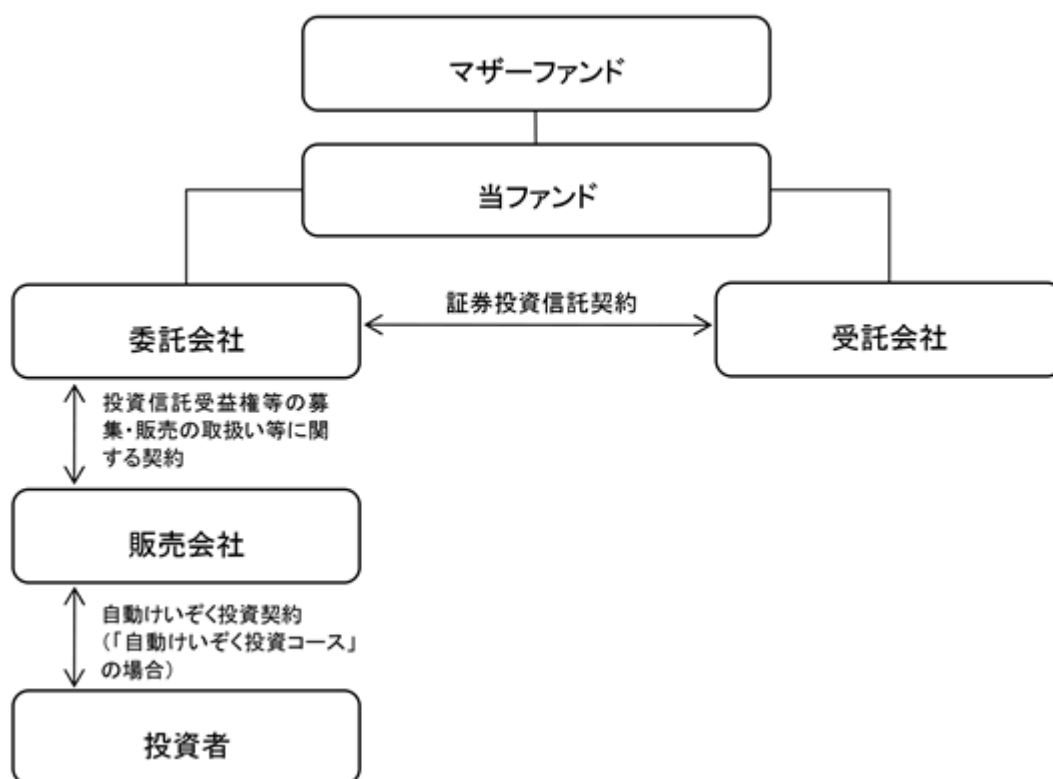 マザーファンド
当ファンド
委託会社
証券投資信託契約
受託会社
投資信託受益権等の募
集・販売の取扱い等に関
する契約
販売会社
自動けいぞく投資契約
(「自動けいぞく投資コース」
の場合)
投資者